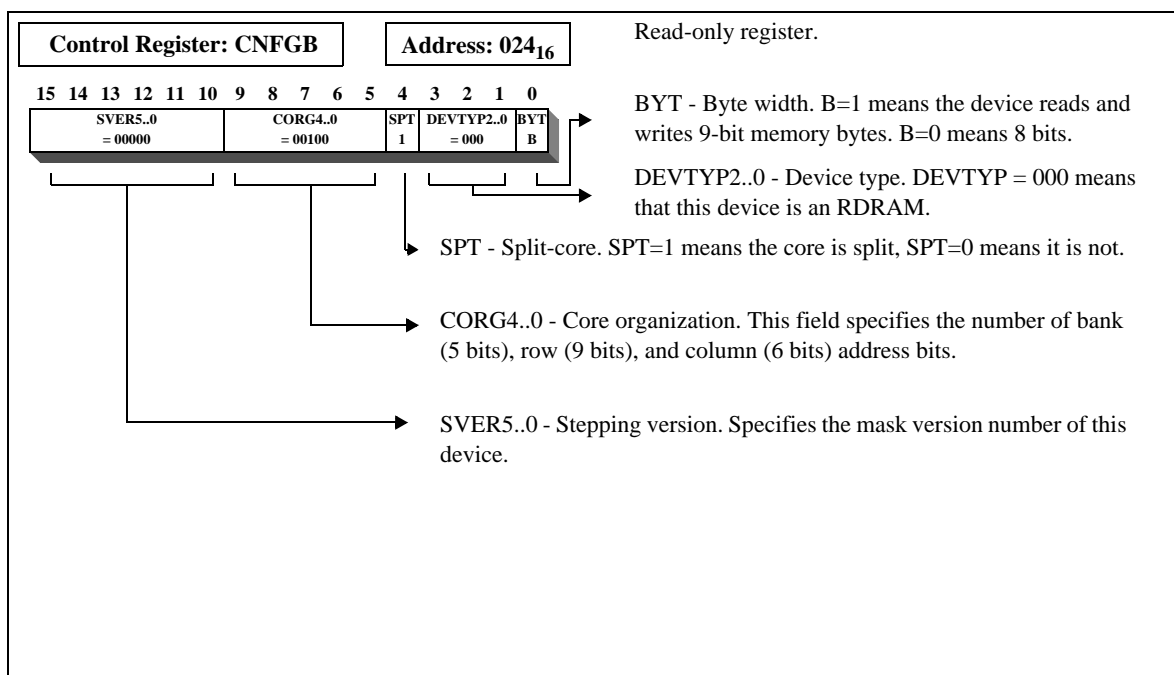 Control Register: CNFGB
Address: 024₁₆
Read-only register.
15 14 13 12 11 10 9 8 7 6 5 4 3 2 1 0
SVER5..0 CORG4..0 SPT DEVTYP2..0 BYT
= 00000 = 00100 1 = 000 B
BYT - Byte width. B=1 means the device reads and
writes 9-bit memory bytes. B=0 means 8 bits.
DEVTYP2..0 - Device type. DEVTYP = 000 means
that this device is an RDRAM.
SPT - Split-core. SPT=1 means the core is split, SPT=0 means it is not.
CORG4..0 - Core organization. This field specifies the number of bank
(5 bits), row (9 bits), and column (6 bits) address bits.
SVER5..0 - Stepping version. Specifies the mask version number of this
device.